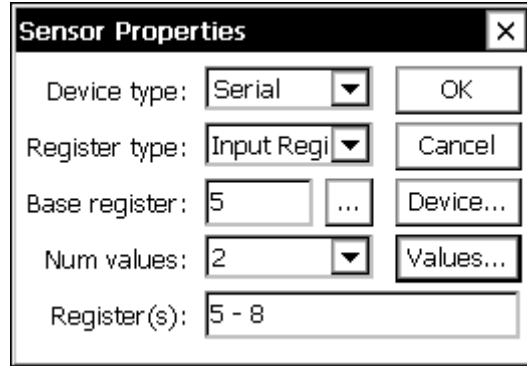 Sensor Properties
Device type: Serial OK
Register type: Input Regi Cancel
Base register: 5 ... Device...
Num values: 2 Values...
Register(s): 5 - 8